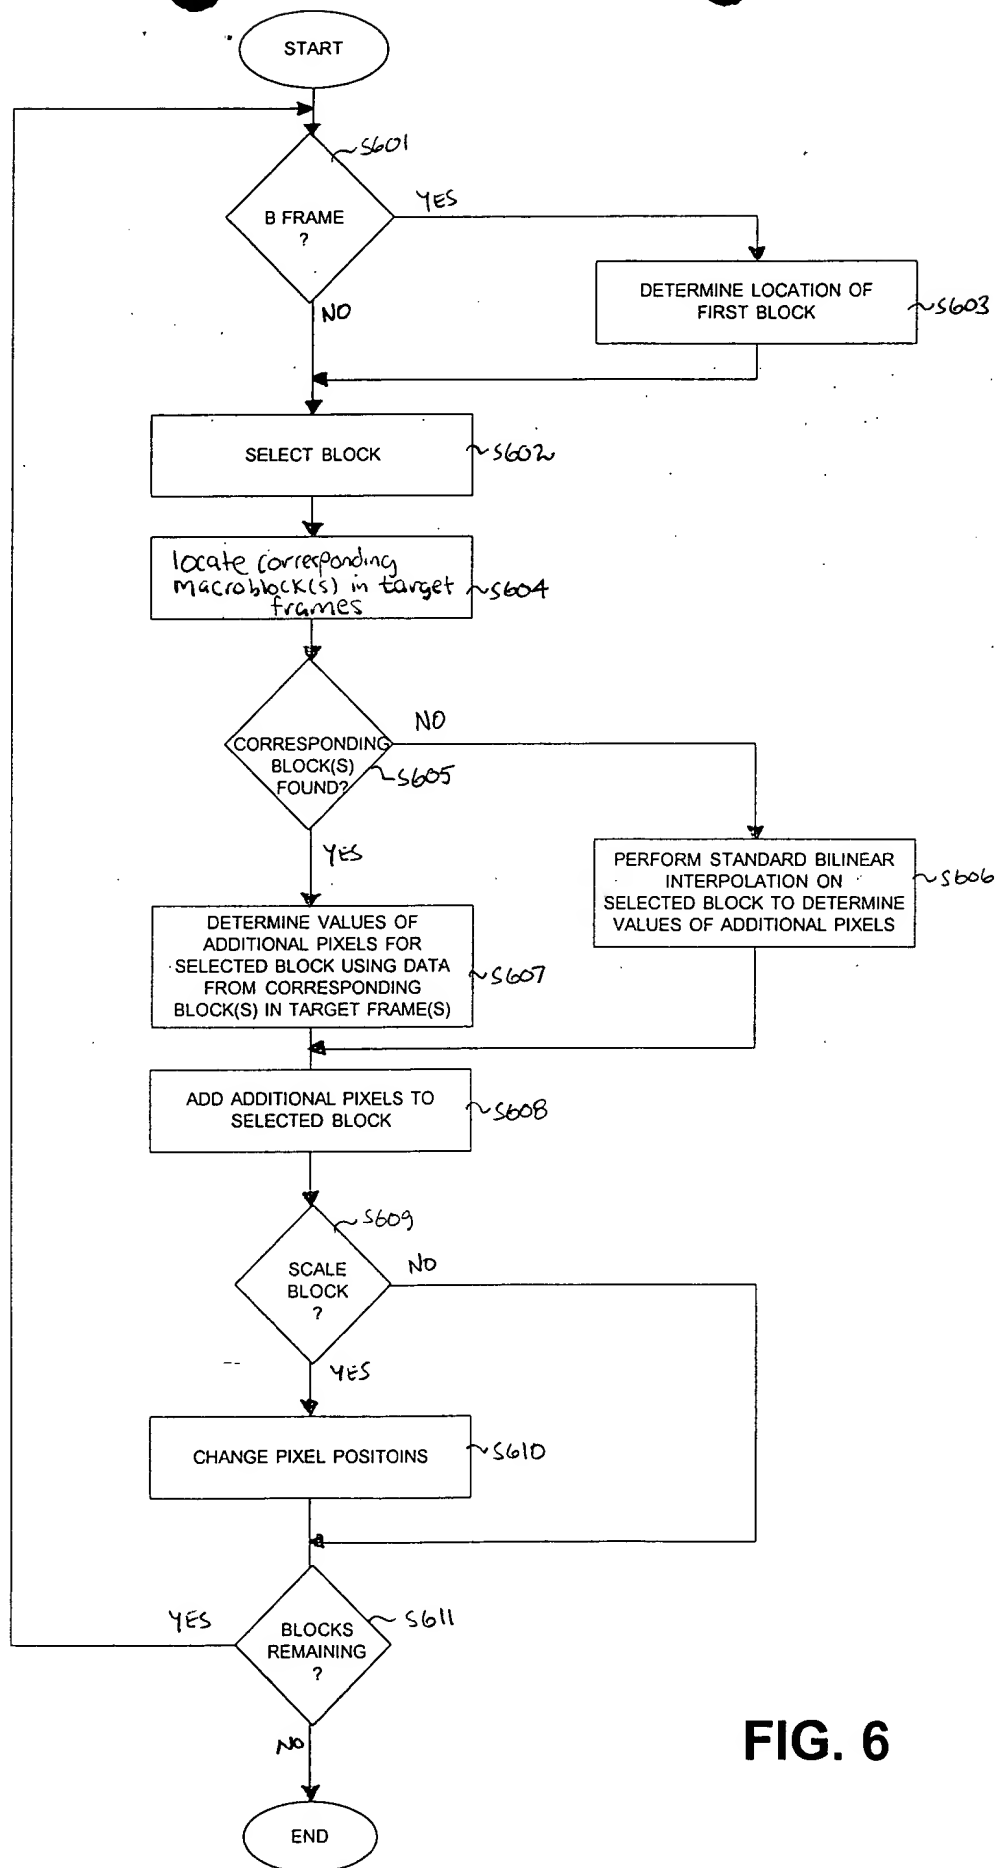 START
S601
YES
B FRAME
?
DETERMINE LOCATION OF
FIRST BLOCK
S603
NO
SELECT BLOCK
S602
locate corresponding
macroblock(s) in target
frames
S604
NO
CORRESPONDING
BLOCK(S)
FOUND?
S605
YES
PERFORM STANDARD BILINEAR
INTERPOLATION ON
SELECTED BLOCK TO DETERMINE
VALUES OF ADDITIONAL PIXELS
S606
DETERMINE VALUES OF
ADDITIONAL PIXELS FOR
SELECTED BLOCK USING DATA
FROM CORRESPONDING
BLOCK(S) IN TARGET FRAME(S)
S607
ADD ADDITIONAL PIXELS TO
SELECTED BLOCK
S608
S609
SCALE
BLOCK
?
NO
YES
CHANGE PIXEL POSITOINS
S610
YES
BLOCKS
REMAINING
?
S611
NO
END
FIG. 6